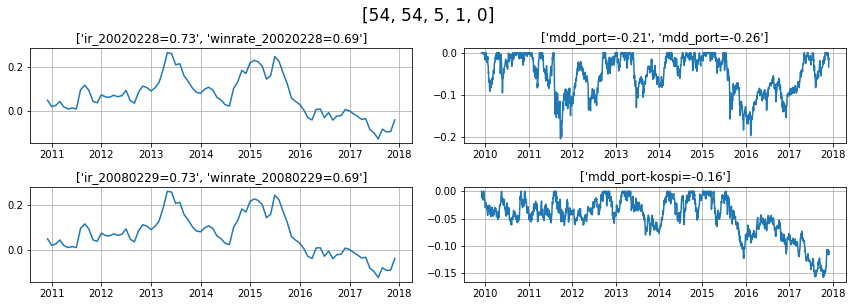 [54, 54, 5, 1, 0]
['ir_20020228=0.73', 'winrate_20020228=0.69']
0.2
0.0
2011 2012 2013 2014 2015 2016 2017 2018
['mdd_port=-0.21', 'mdd_port=-0.26']
0.0
−0.1
−0.2
2010 2011 2012 2013 2014 2015 2016 2017 2018
['ir_20080229=0.73', 'winrate_20080229=0.69']
0.2
0.0
2011 2012 2013 2014 2015 2016 2017 2018
['mdd_port-kospi=-0.16']
0.00
−0.05
−0.10
−0.15
2010 2011 2012 2013 2014 2015 2016 2017 2018